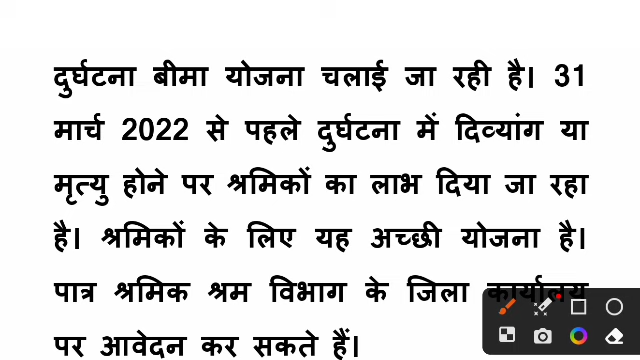 दुर्घटना बीमा योजना चलाई जा रही है। 31
मार्च 2022 से पहले दुर्घटना में दिव्यांग या
मृत्यु होने पर श्रमिकों का लाभ दिया जा रहा
है। श्रमिकों के लिए यह अच्छी योजना है।
पात्र श्रमिक श्रम विभाग के जिला कार्यालय
पर आवेदन कर सकते हैं।